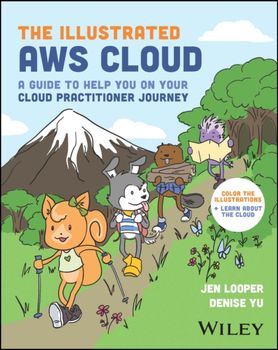 THE ILLUSTRATED
AWS CLOUD
A GUIDE TO HELP YOU ON YOUR
CLOUD PRACTITIONER JOURNEY
COLOR THE
ILLUSTRATIONS
+ LEARN ABOUT
THE CLOUD
JEN LOOPER
DENISE YU
WILEY